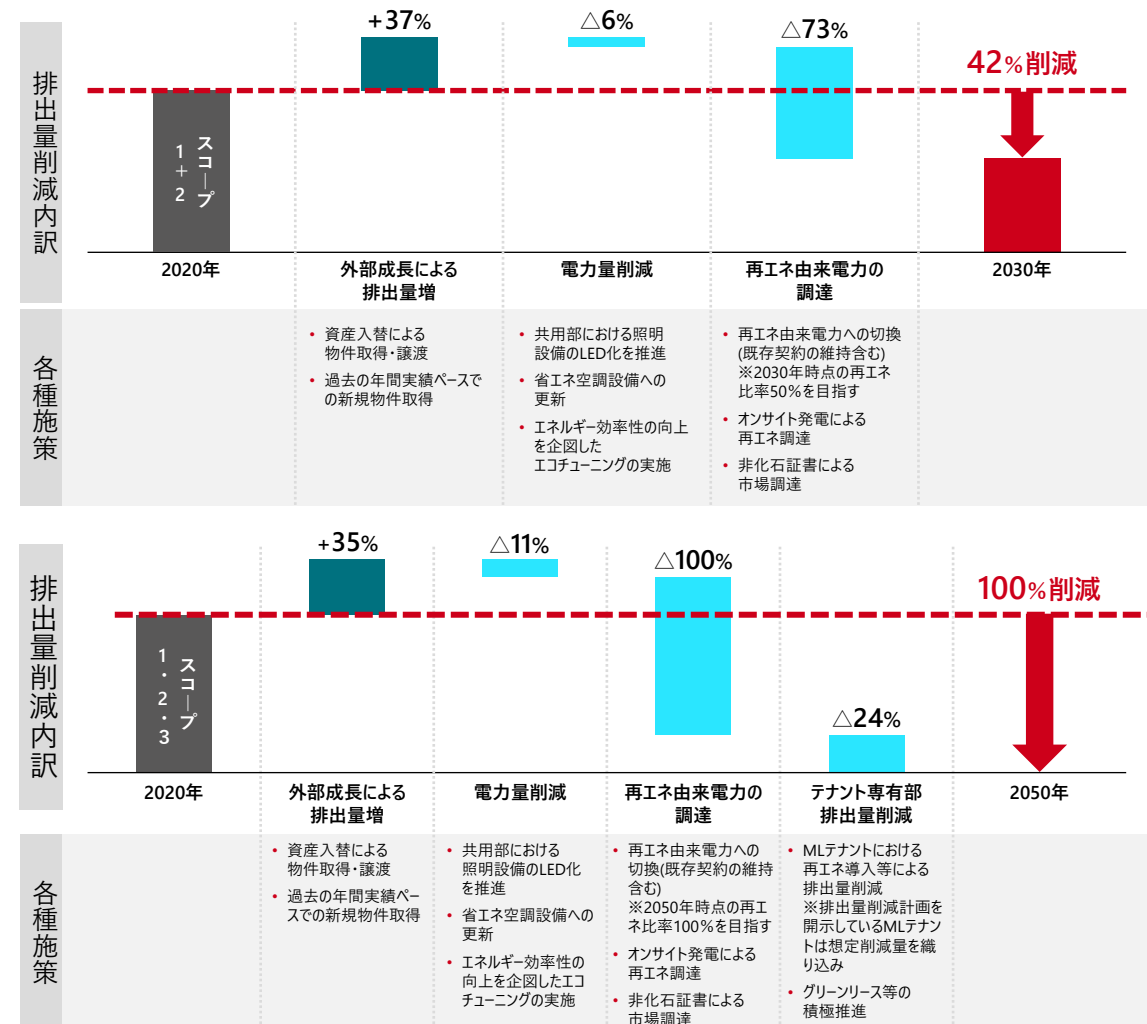 排出量削減内訳
+37%
△6%
△73%
42%削減
スコープ
1+2
2020年
外部成長による
排出量増
電力量削減
再エネ由来電力の
調達
2030年
各種施策
• 資産入替による
物件取得・譲渡
• 過去の年間実績ペースで
の新規物件取得
• 共用部における照明
設備のLED化を推進
• 省エネ空調設備への
更新
• エネルギー効率性の向上
を企図した
エコチューニングの実施
• 再エネ由来電力への切換
(既存契約の維持含む)
※2030年時点の再エネ
比率50%を目指す
• オンサイト発電による
再エネ調達
• 非化石証書による
市場調達
排出量削減内訳
+35%
△11%
△100%
△24%
100%削減
スコープ
1・2・3
2020年
外部成長による
排出量増
電力量削減
再エネ由来電力の
調達
テナント専有部
排出量削減
2050年
各種施策
• 資産入替による
物件取得・譲渡
• 過去の年間実績ペー
スでの新規物件取得
• 共用部における
照明設備のLED化
を推進
• 省エネ空調設備への
更新
• エネルギー効率性の
向上を企図したエコ
チューニングの実施
• 再エネ由来電力への
切換(既存契約の維持
含む)
※2050年時点の再エ
ネ比率100%を目指す
• オンサイト発電による
再エネ調達
• 非化石証書による
市場調達
• MLテナントにおける
再エネ導入等による
排出量削減
※排出量削減計画を
開示しているMLテナン
トは想定削減量を織
り込み
• グリーンリース等の
積極推進